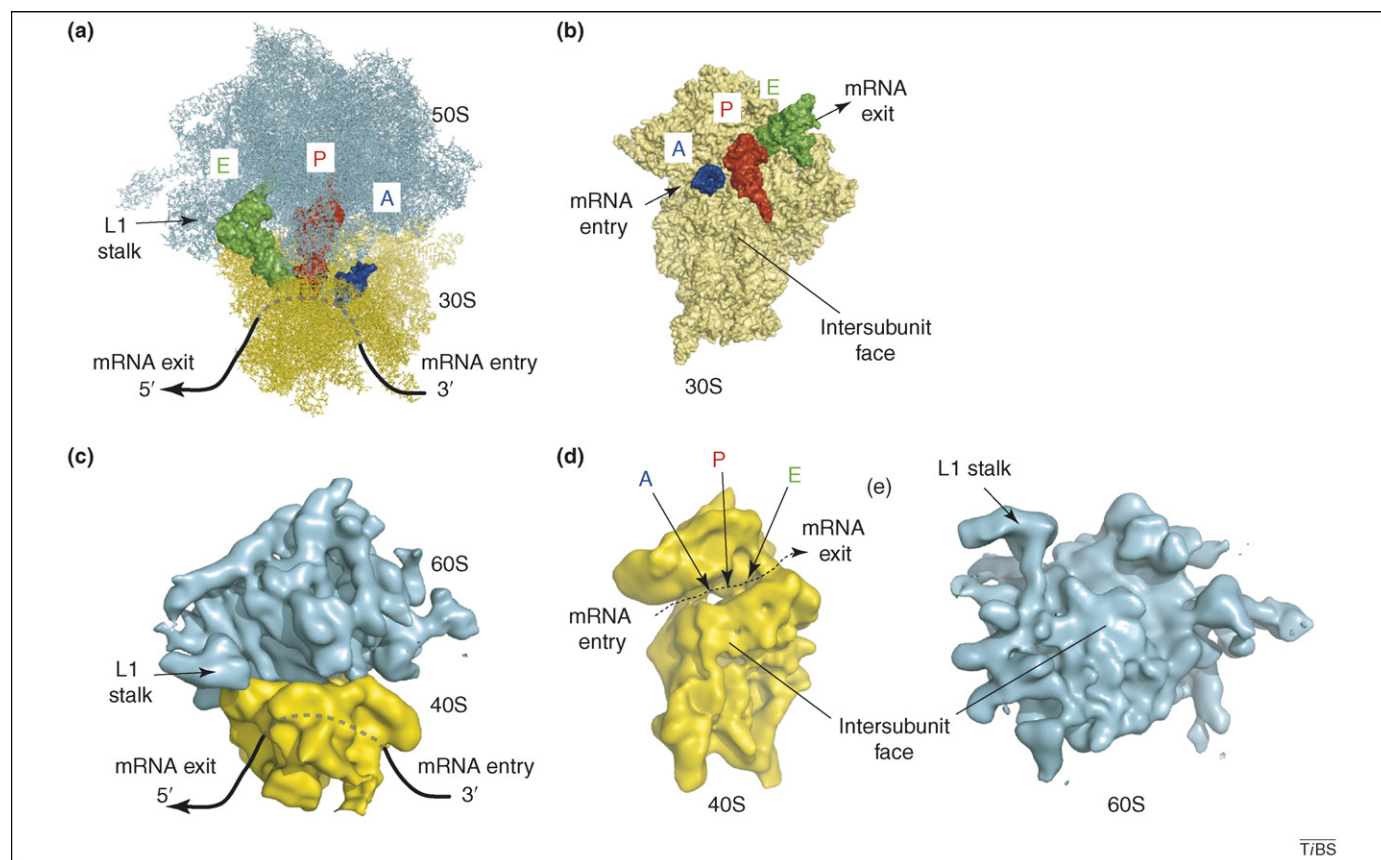 (a)
50S
E
P
A
L1
stalk
30S
mRNA exit
5′
mRNA entry
3′
(b)
E
P
A
mRNA
exit
mRNA
entry
Intersubunit
face
30S
(c)
60S
L1
stalk
40S
mRNA exit
5′
mRNA entry
3′
(d)
A
P
E
mRNA
exit
mRNA
entry
Intersubunit
face
40S
(e)
L1 stalk
60S
TiBS